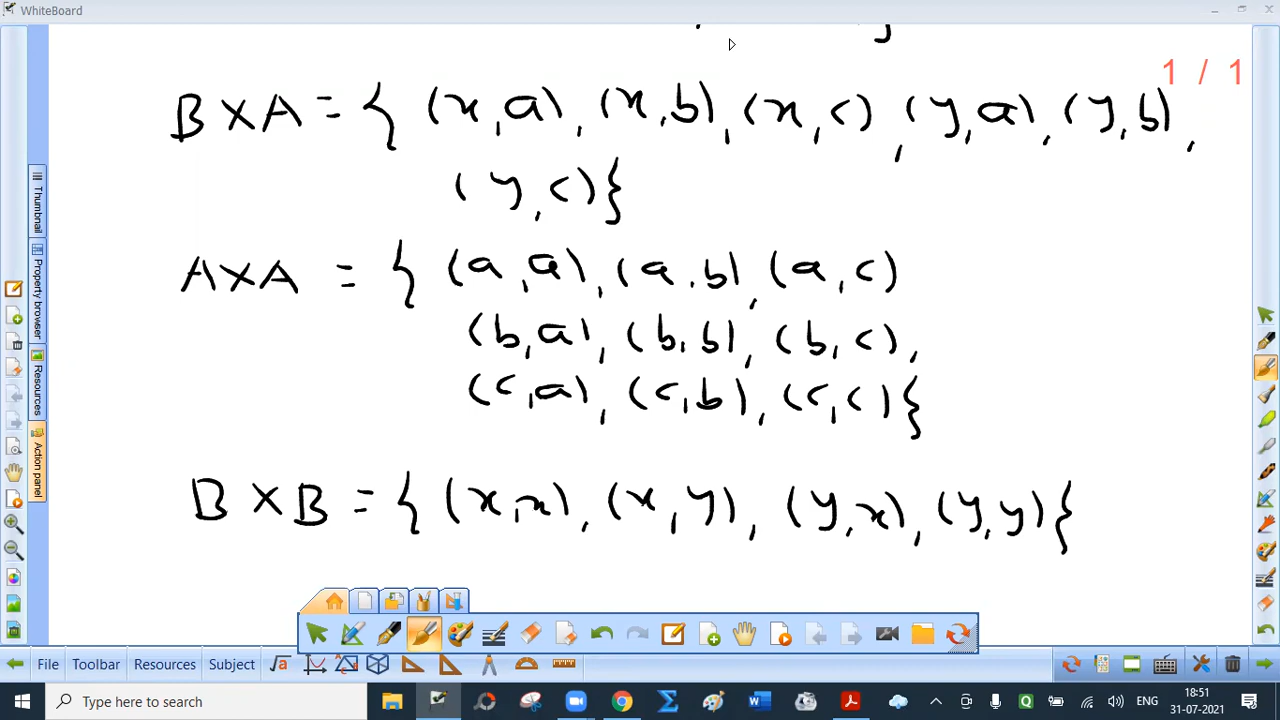 WhiteBoard
1 / 1
B X A = { (x,a), (x,b), (x,c), (y,a), (y,b),
(y,c)}
A X A = { (a,a), (a,b), (a,c)
(b,a), (b,b), (b,c),
(c,a), (c,b), (c,c)}
B X B = { (x,x), (x,y), (y,x), (y,y)}
Thumbnail
Property browser
Resources
Action panel
File Toolbar Resources Subject
Type here to search
ENG 18:51
31-07-2021